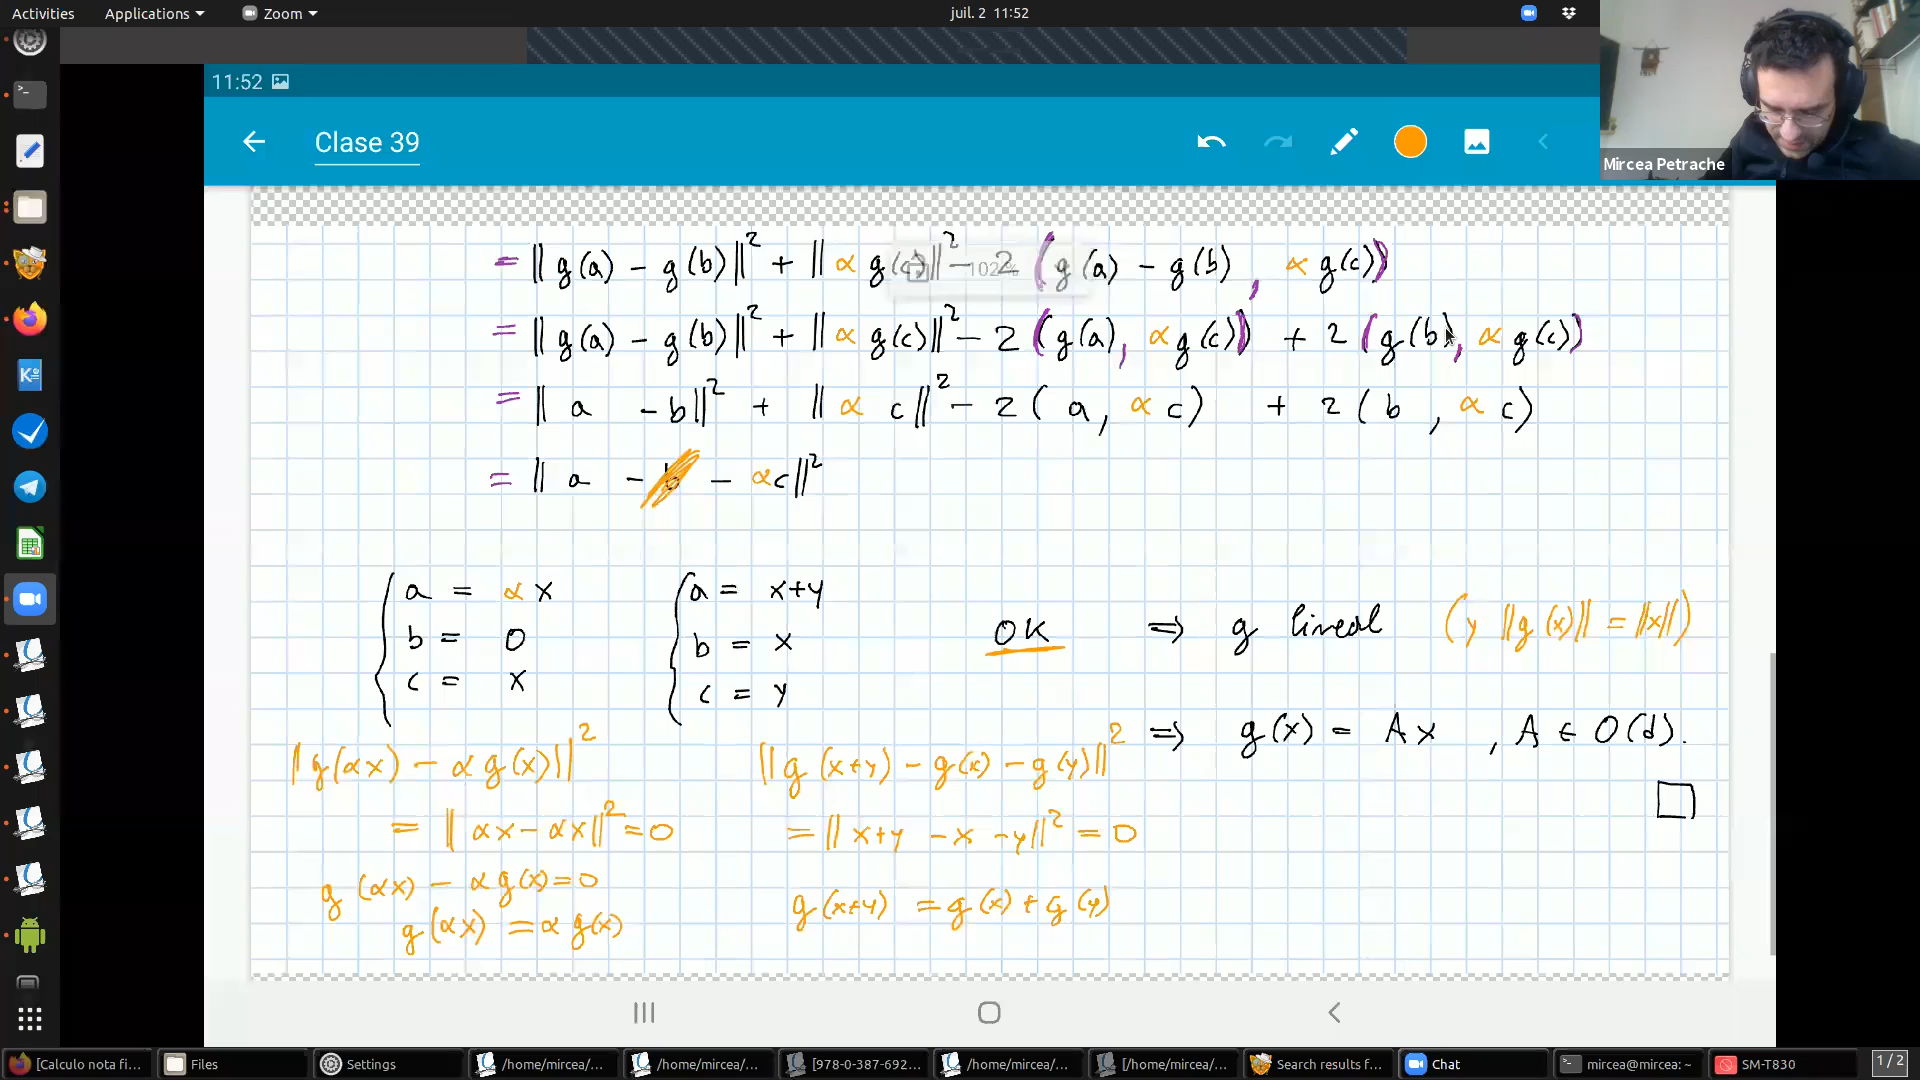 Activities Applications Zoom juil. 2 11:52
11:52
Clase 39
Mircea Petrache
= ‖g(a) − g(b)‖² + ‖α g(c)‖² − 2 (g(a) − g(b), α g(c))
102 %
= ‖g(a) − g(b)‖² + ‖α g(c)‖² − 2 (g(a), α g(c)) + 2 (g(b), α g(c))
= ‖a − b‖² + ‖α c‖² − 2 (a, α c) + 2 (b, α c)
= ‖a − b − αc‖²
a = αx
b = 0
c = x
a = x+y
b = x
c = y
OK ⇒ g lineal (y ‖g(x)‖ = ‖x‖)
⇒ g(x) = Ax , A ∈ O(d).
‖g(αx) − α g(x)‖²
= ‖αx − αx‖² = 0
g(αx) − α g(x) = 0
g(αx) = α g(x)
‖g(x+y) − g(x) − g(y)‖²
= ‖x+y − x − y‖² = 0
g(x+y) = g(x) + g(y)
[Calculo nota fi... Files Settings /home/mircea/... /home/mircea/... [978-0-387-692... /home/mircea/... [/home/mircea/... Search results f... Chat mircea@mircea: ~ SM-T830 1 / 2